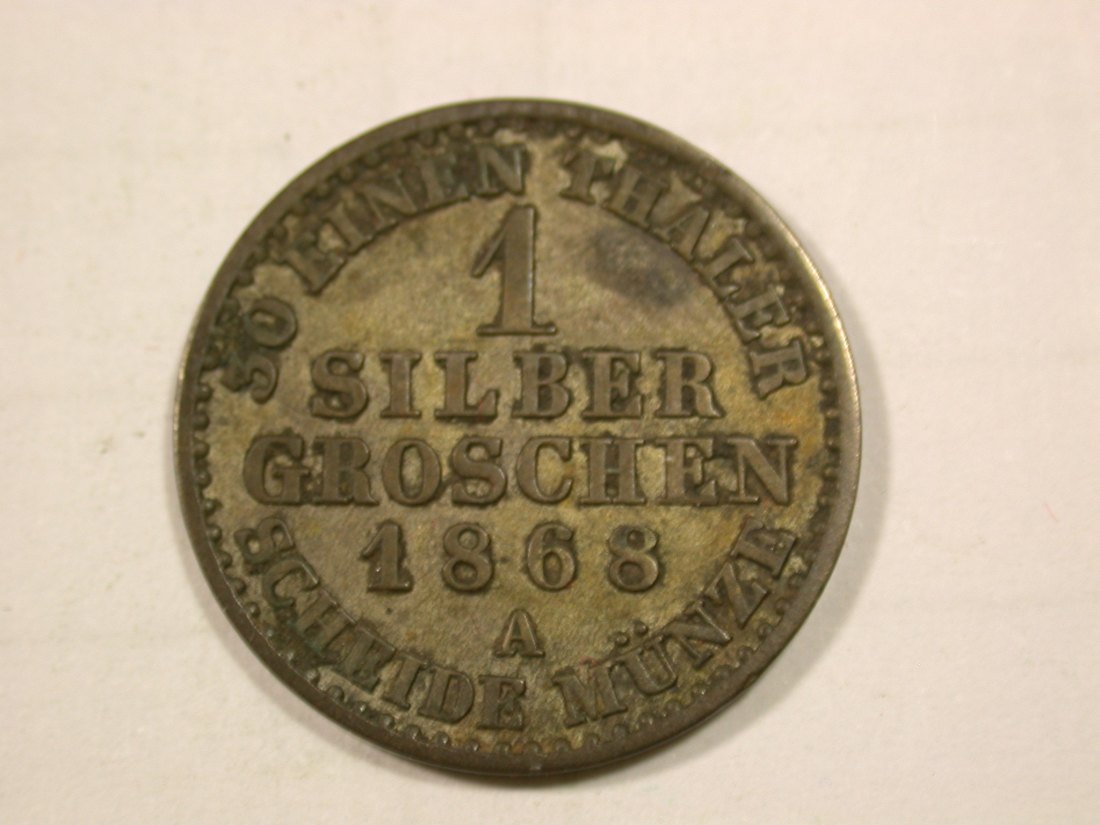 30 EINEN THALER
1
SILBER
GROSCHEN
1868
A
SCHEIDE MÜNZE